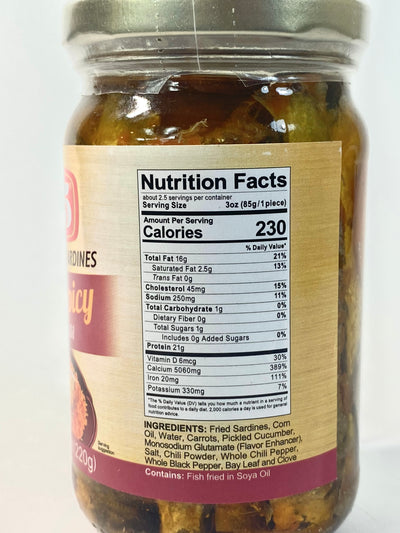 Nutrition Facts
about 2.5 servings per container
Serving Size 3oz (85g/1piece)
Amount Per Serving
Calories 230
% Daily Value*
Total Fat 16g 21%
Saturated Fat 2.5g 13%
Trans Fat 0g
Cholesterol 45mg 15%
Sodium 250mg 11%
Total Carbohydrate 1g 0%
Dietary Fiber 0g 0%
Total Sugars 1g
Includes 0g Added Sugars 0%
Protein 21g
Vitamin D 6mcg 30%
Calcium 5060mg 389%
Iron 20mg 111%
Potassium 330mg 7%
* The % Daily Value (DV) tells you how much a nutrient in a serving of
food contributes to a daily diet. 2,000 calories a day is used for general
nutrition advice.
INGREDIENTS: Fried Sardines, Corn
Oil, Water, Carrots, Pickled Cucumber,
Monosodium Glutamate (Flavor Enhancer),
Salt, Chili Powder, Whole Chili Pepper,
Whole Black Pepper, Bay Leaf and Clove
Contains: Fish fried in Soya Oil
ARDINES
icy
220g)
Serving
Suggestion